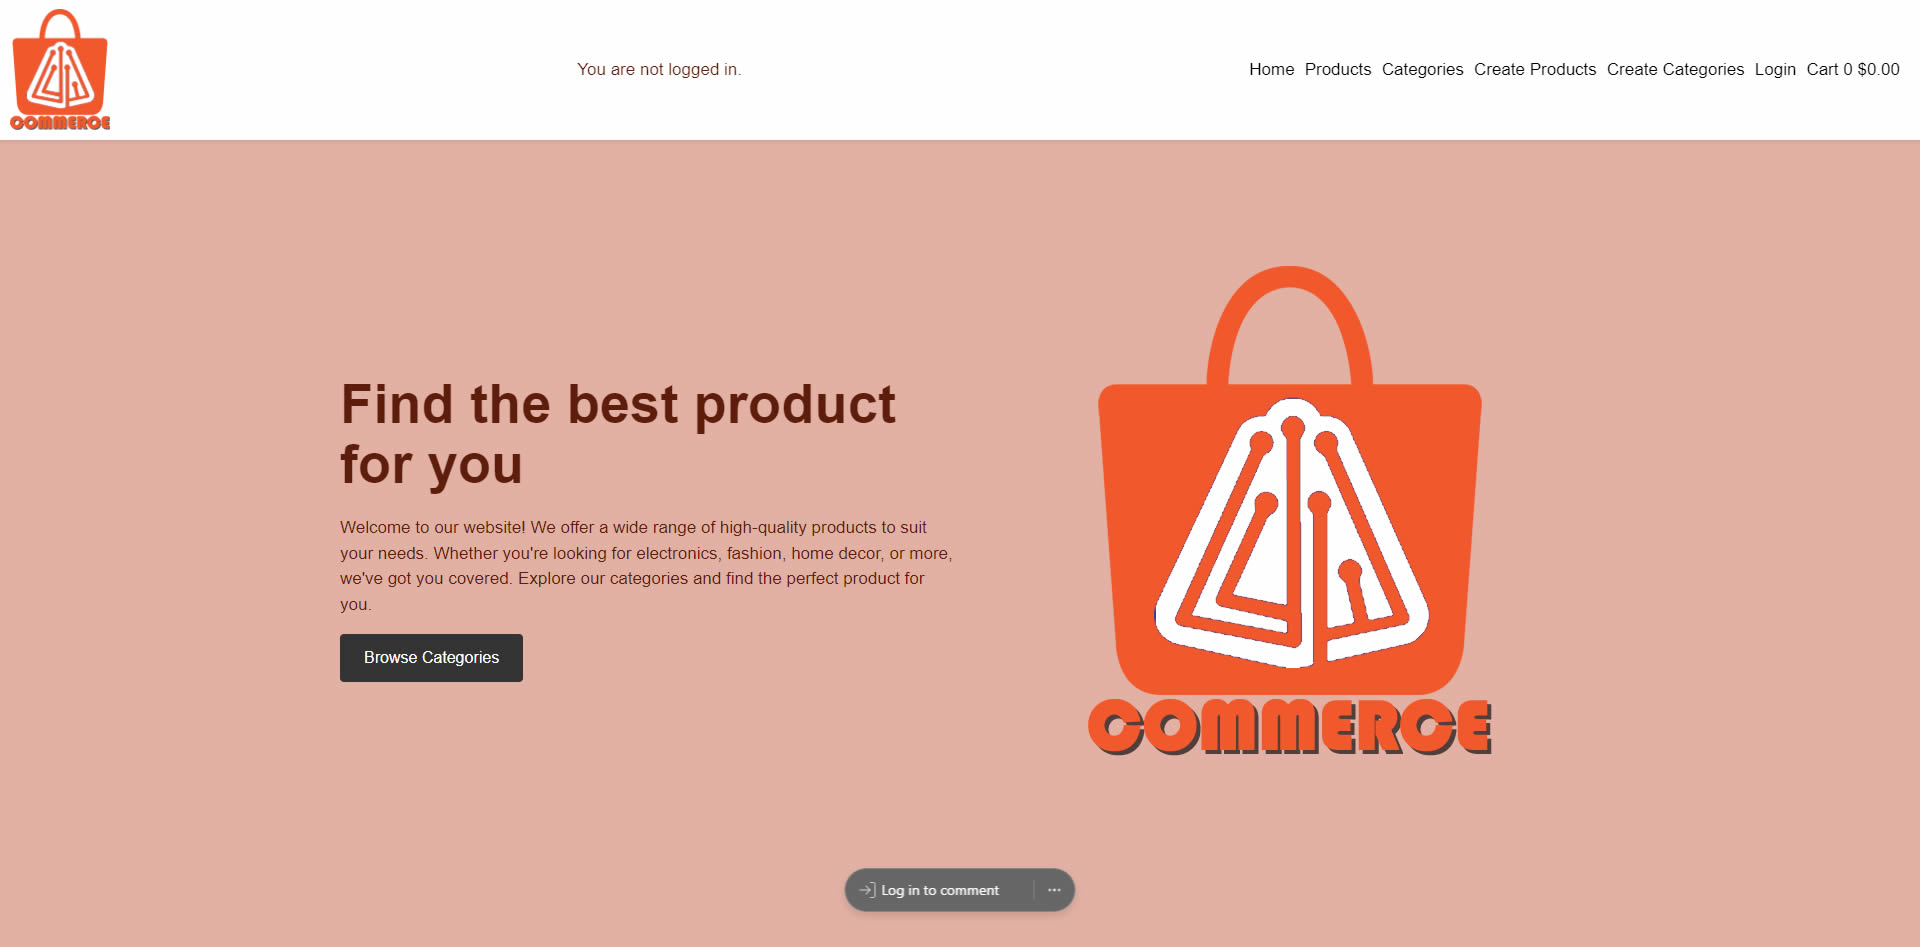 COMMERCE
You are not logged in.
Home Products Categories Create Products Create Categories Login Cart 0 $0.00
Find the best product
for you
Welcome to our website! We offer a wide range of high-quality products to suit
your needs. Whether you're looking for electronics, fashion, home decor, or more,
we've got you covered. Explore our categories and find the perfect product for
you.
Browse Categories
COMMERCE
Log in to comment